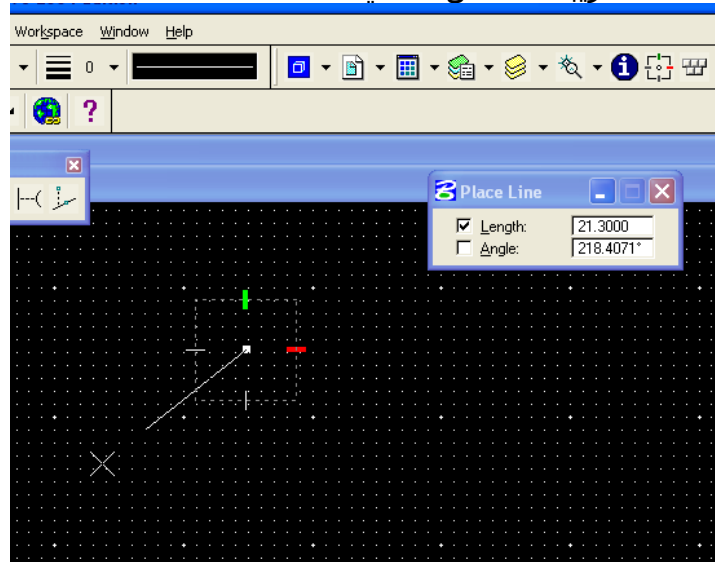 Workspace Window Help
0
?
Place Line
Length: 21.3000
Angle: 218.4071°